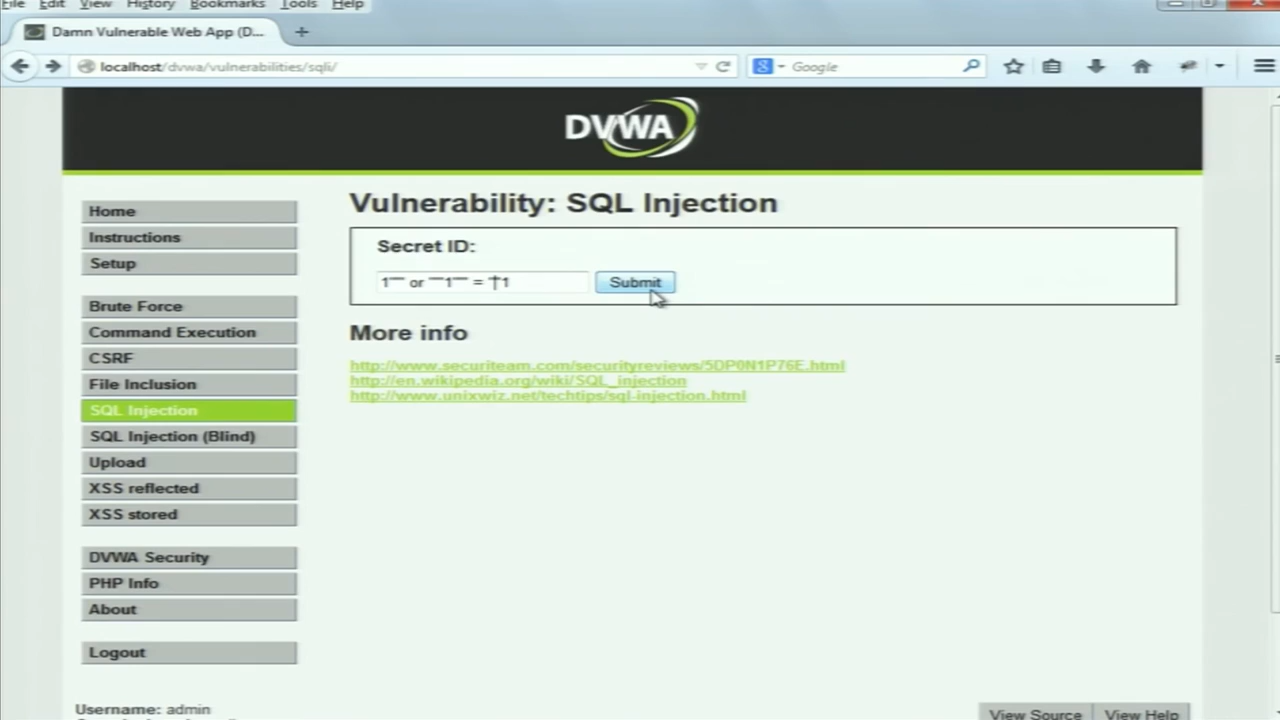 File Edit View History Bookmarks Tools Help
Damn Vulnerable Web App (D... +
localhost/dvwa/vulnerabilities/sqli/
Google
DVWA
Home
Instructions
Setup
Brute Force
Command Execution
CSRF
File Inclusion
SQL Injection
SQL Injection (Blind)
Upload
XSS reflected
XSS stored
DVWA Security
PHP Info
About
Logout
Vulnerability: SQL Injection
Secret ID:
Submit
More info
http://www.securiteam.com/securityreviews/5DP0N1P76E.html
http://en.wikipedia.org/wiki/SQL_injection
http://www.unixwiz.net/techtips/sql-injection.html
Username: admin
View Source View Help